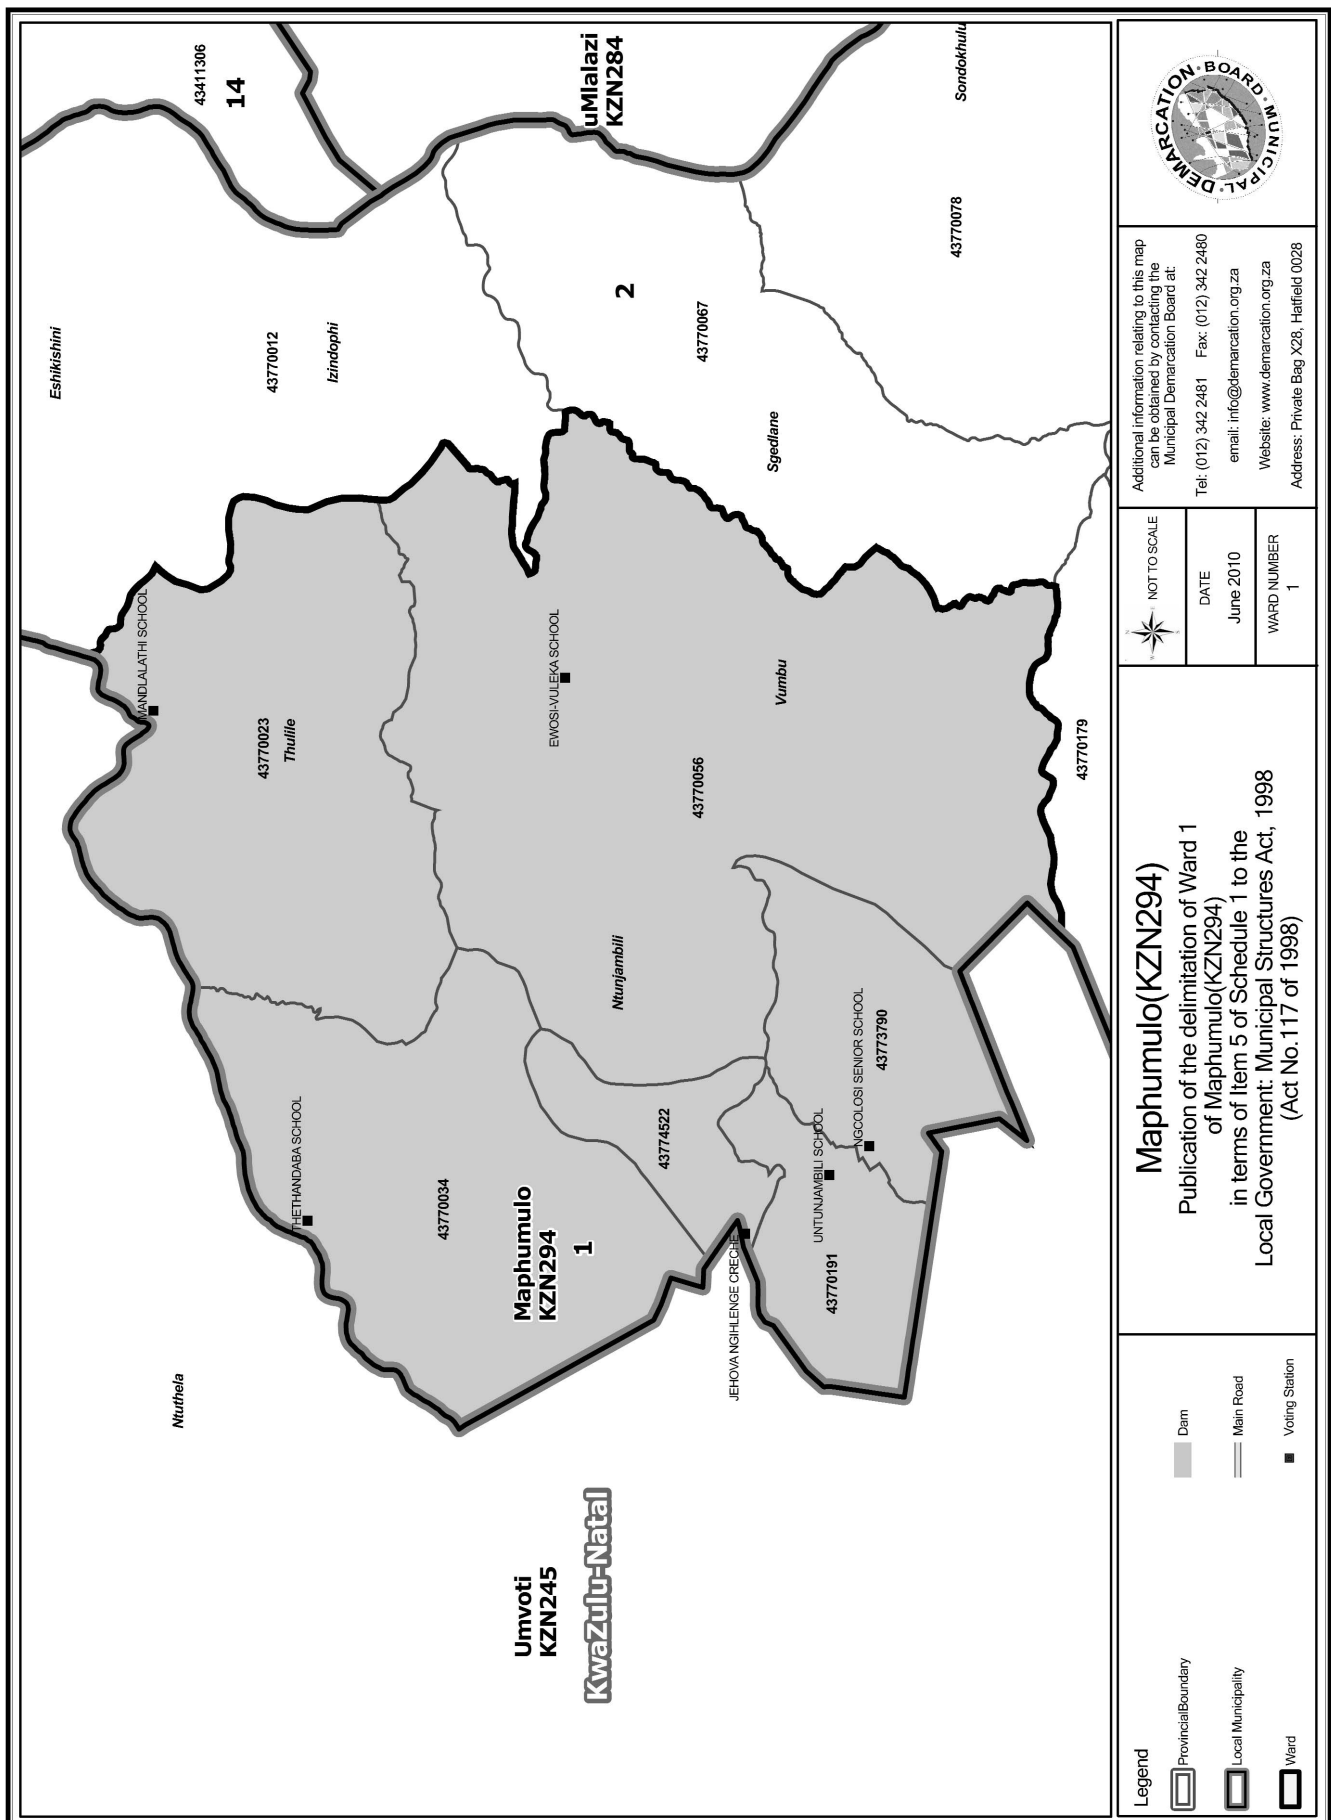 Ntuthela
Eshikishini
43411306
14
MANDLALATHI SCHOOL
43770023
Thulile
43770012
Izindophi
THETHANDABA SCHOOL
43770034
Umvoti
KZN245
KwaZulu-Natal
Maphumulo
KZN294
1
EWOSI-VULEKA SCHOOL
uMlalazi
KZN284
2
Ntunjambili
43774522
43770056
43770067
JEHOVA NGIHLENGE CRECHE
Vumbu
Sgedlane
UNTUNJAMBILI SCHOOL
43770191
NGCOLOSI SENIOR SCHOOL
43773790
43770078
Sondokhulu
43770179
Legend
ProvincialBoundary
Local Municipality
Ward
Dam
Main Road
Voting Station
Maphumulo(KZN294)
Publication of the delimitation of Ward 1
of Maphumulo(KZN294)
in terms of Item 5 of Schedule 1 to the
Local Government: Municipal Structures Act, 1998
(Act No.117 of 1998)
N
W
E
S
NOT TO SCALE
DATE
June 2010
WARD NUMBER
1
Additional information relating to this map
can be obtained by contacting the
Municipal Demarcation Board at:
Tel: (012) 342 2481 Fax: (012) 342 2480
email: info@demarcation.org.za
Website: www.demarcation.org.za
Address: Private Bag X28, Hatfield 0028
MUNICIPAL · DEMARCATION · BOARD ·